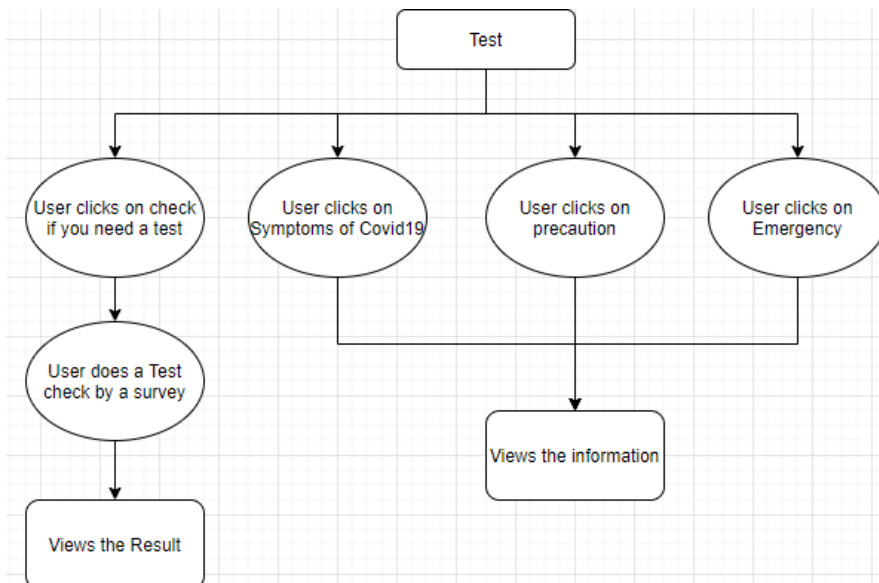 Test
User clicks on check
if you need a test
User clicks on
Symptoms of Covid19
User clicks on
precaution
User clicks on
Emergency
User does a Test
check by a survey
Views the information
Views the Result